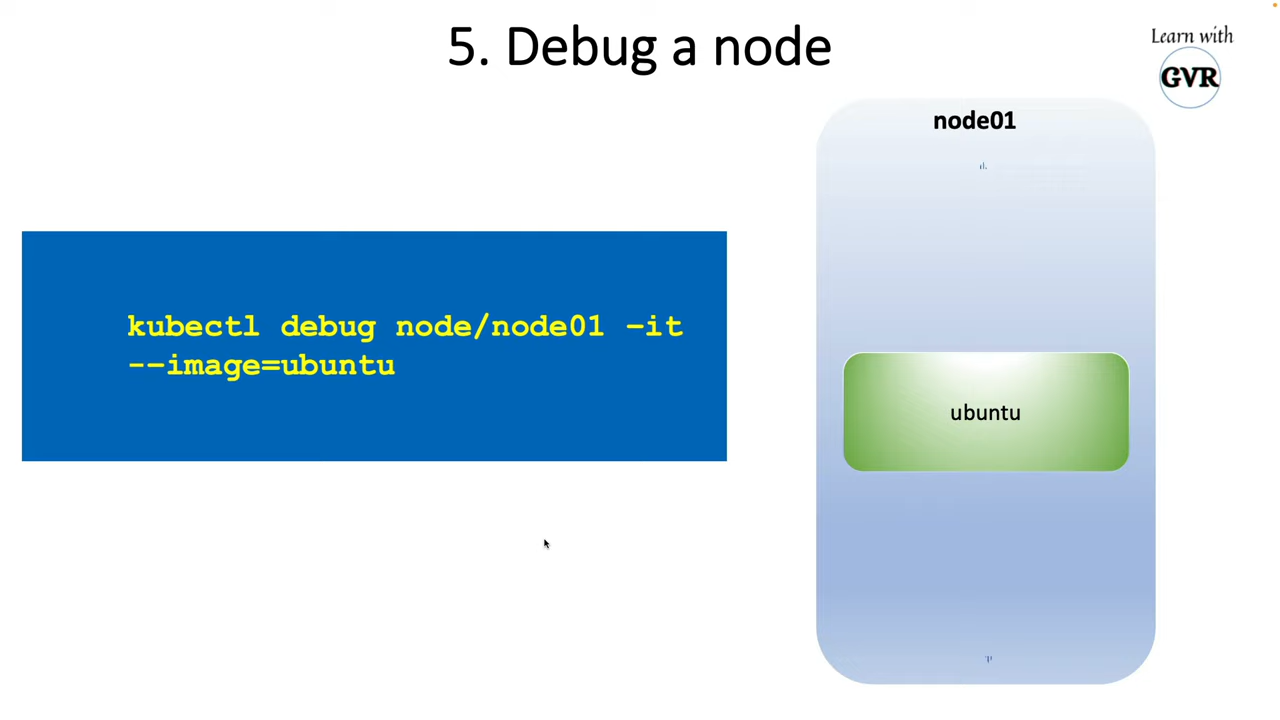 5. Debug a node
Learn with
GVR
node01
kubectl debug node/node01 –it
--image=ubuntu
ubuntu